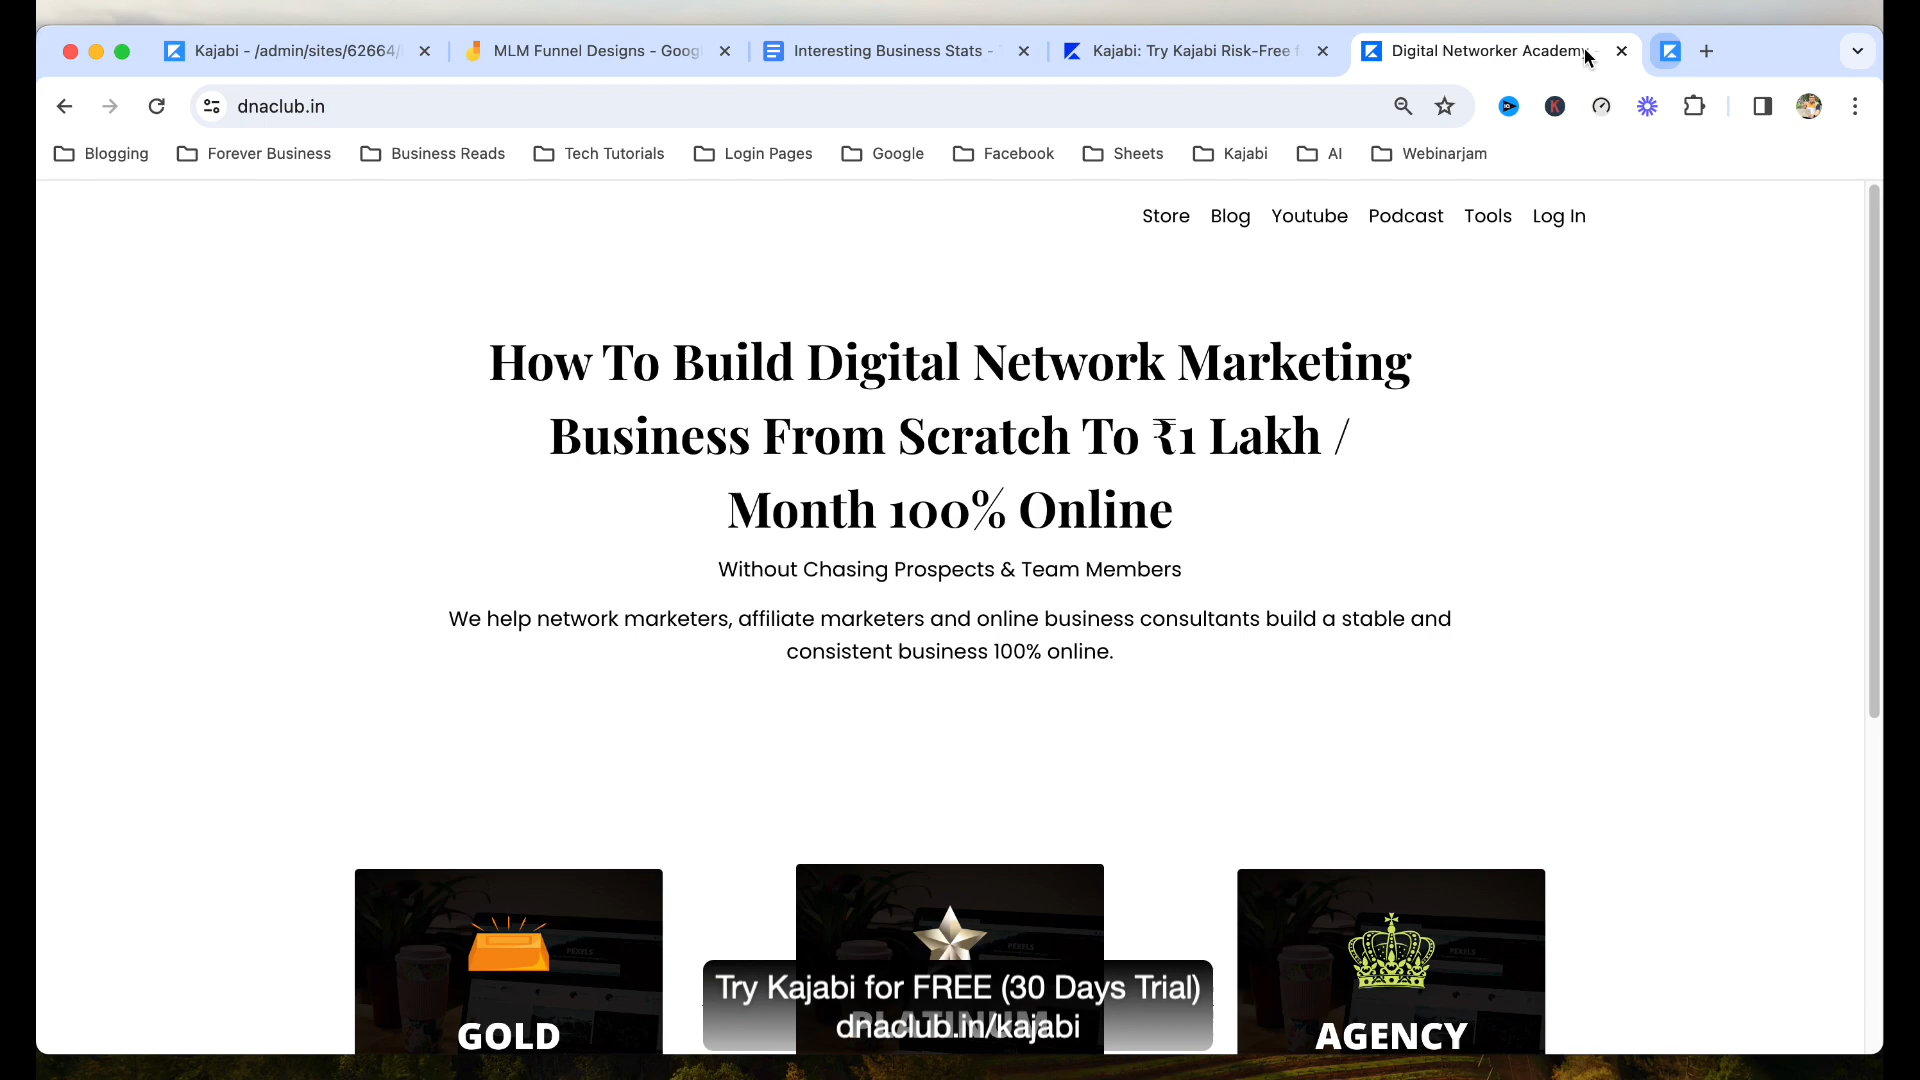 Kajabi - /admin/sites/62664/
MLM Funnel Designs - Goog
Interesting Business Stats -
Kajabi: Try Kajabi Risk-Free f
Digital Networker Academy
dnaclub.in
Blogging
Forever Business
Business Reads
Tech Tutorials
Login Pages
Google
Facebook
Sheets
Kajabi
AI
Webinarjam
Store
Blog
Youtube
Podcast
Tools
Log In
How To Build Digital Network Marketing
Business From Scratch To ₹1 Lakh /
Month 100% Online
Without Chasing Prospects & Team Members
We help network marketers, affiliate marketers and online business consultants build a stable and
consistent business 100% online.
GOLD
PLATINUM
AGENCY
Try Kajabi for FREE (30 Days Trial)
dnaclub.in/kajabi